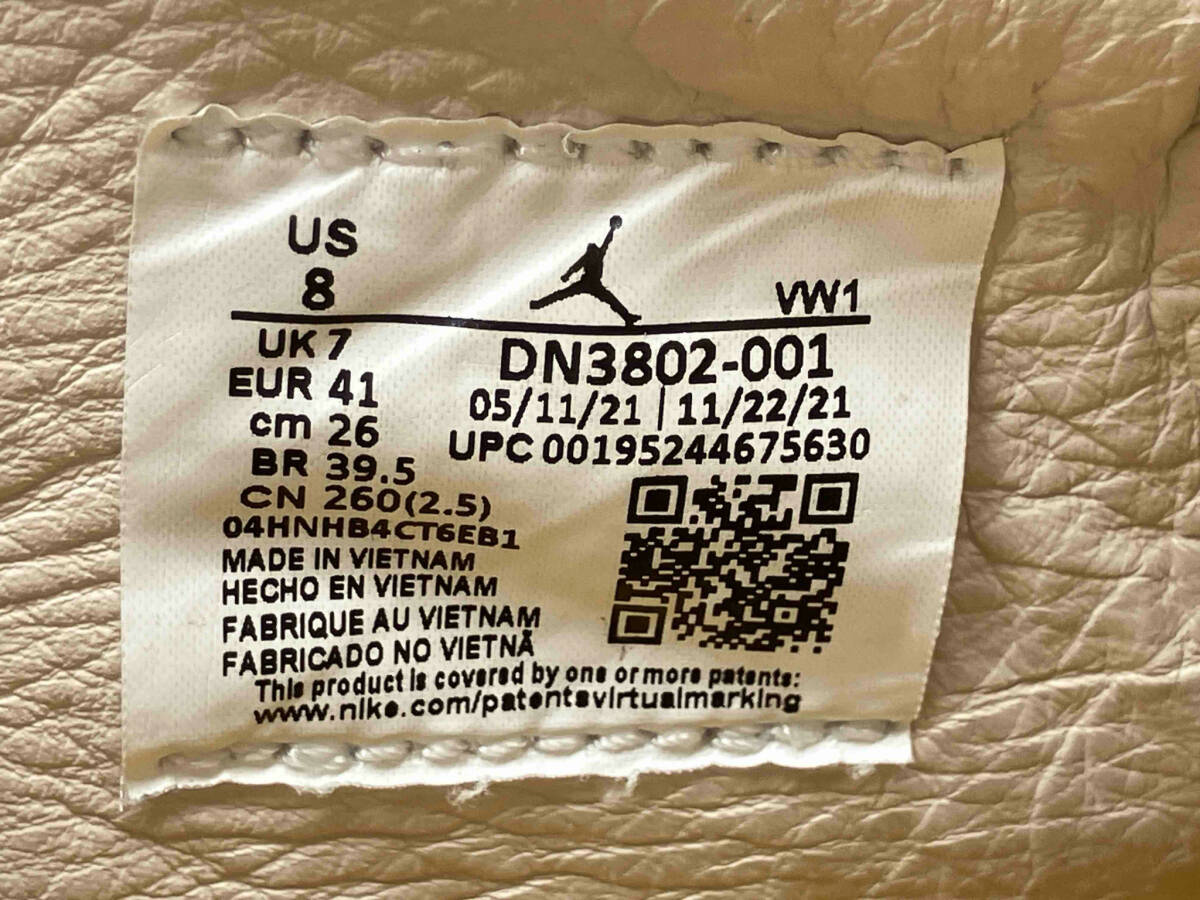 US
8
VW1
UK 7
DN3802-001
EUR 41
05/11/21 | 11/22/21
cm 26
UPC 00195244675630
BR 39.5
CN 260(2.5)
04HNHB4CT6EB1
MADE IN VIETNAM
HECHO EN VIETNAM
FABRIQUE AU VIETNAM
FABRICADO NO VIETNÃ
This product is covered by one or more patents:
www.nike.com/patentsvirtualmarking